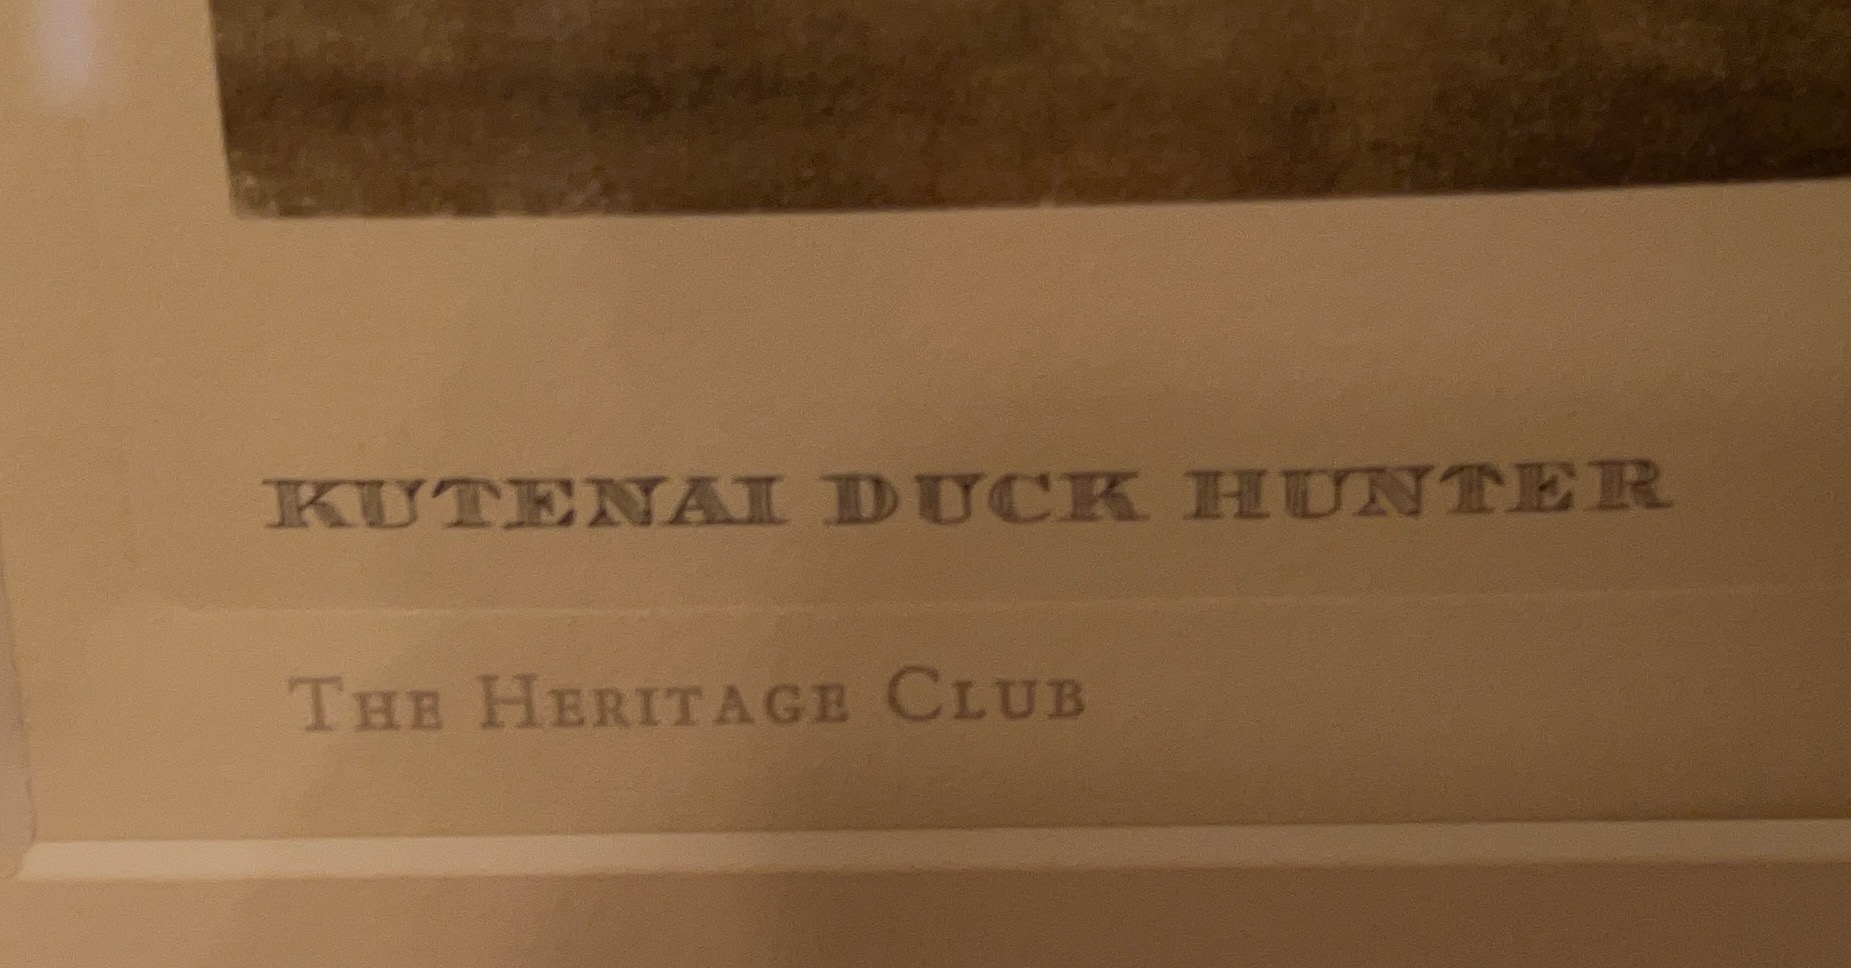 KUTENAI DUCK HUNTER
THE HERITAGE CLUB